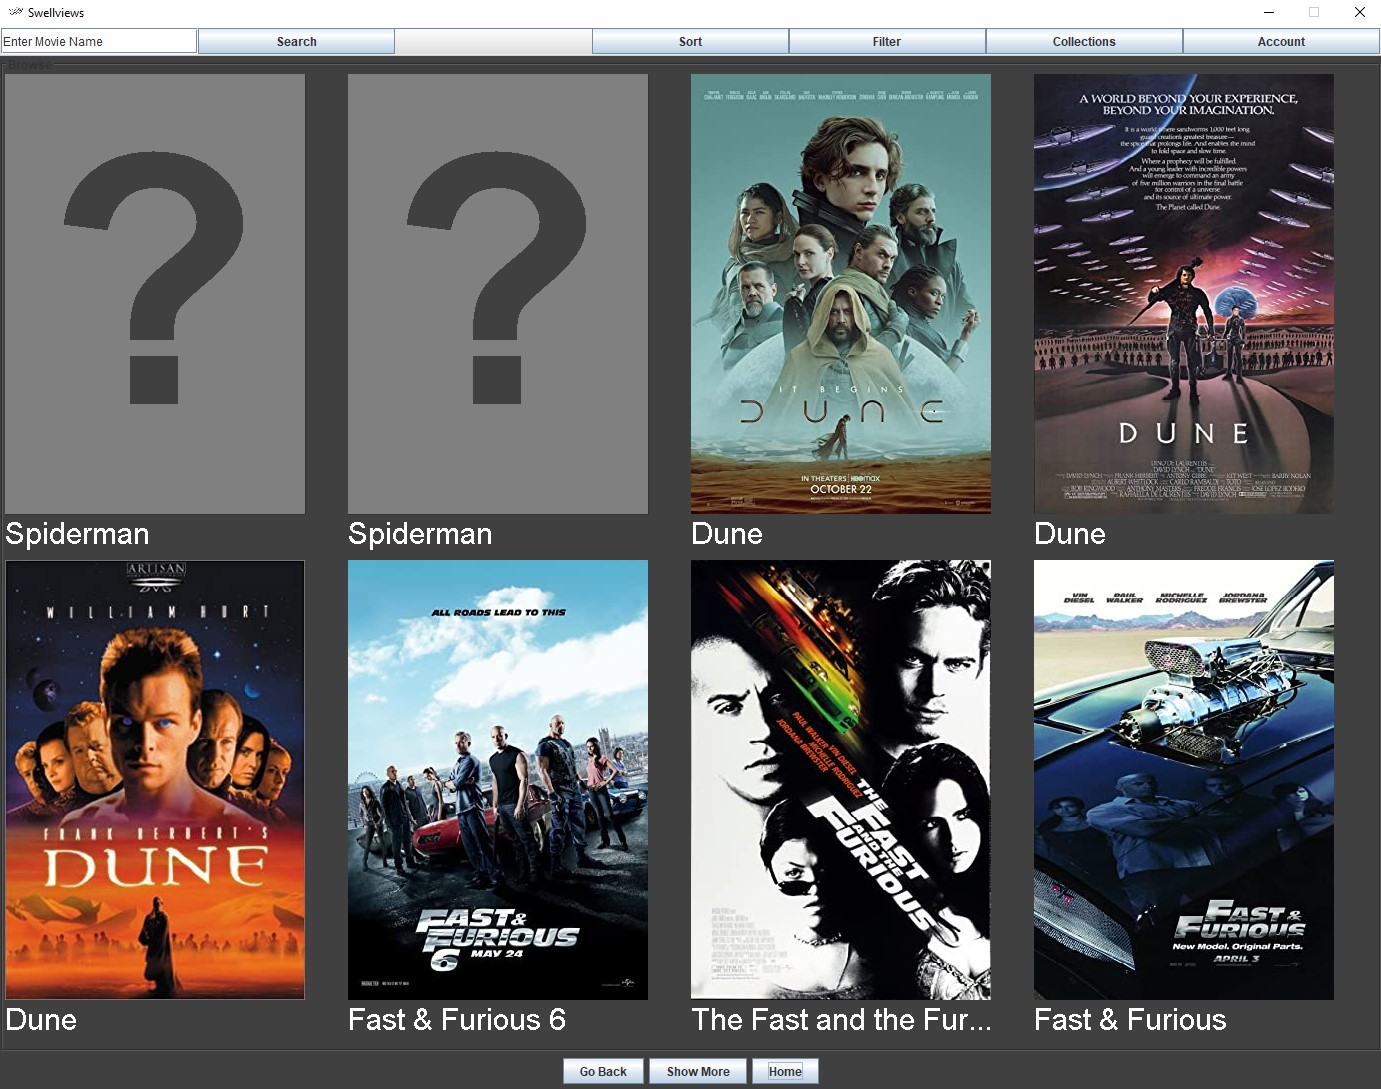 Swellviews
Enter Movie Name
Search
Sort
Filter
Collections
Account
Browse
?
?
IT BEGINS
DUNE
IN THEATERS HBOMAX
OCTOBER 22
A WORLD BEYOND YOUR EXPERIENCE,
BEYOND YOUR IMAGINATION.
It is a world where sandworms 1,000 feet long
guard creation's greatest treasure—
the spice that prolongs life. And enables the mind
to fold space and slow time.
Where a prophecy will be fulfilled.
And a young leader with incredible powers
will emerge to command an army
of five million warriors in the final battle
for control of a universe
and its source of ultimate power.
The Planet called Dune.
DUNE
Spiderman
Spiderman
Dune
Dune
ARTISAN
WILLIAM HURT
FRANK HERBERT'S
DUNE
ALL ROADS LEAD TO THIS
FAST &
FURIOUS
6 MAY 24
PAUL WALKER VIN DIESEL
MICHELLE RODRIGUEZ
JORDANA BREWSTER
THE
FAST
AND THE
FURIOUS
VIN DIESEL PAUL WALKER MICHELLE RODRIGUEZ JORDANA BREWSTER
FAST &
FURIOUS
New Model. Original Parts.
APRIL 3
Dune
Fast & Furious 6
The Fast and the Fur...
Fast & Furious
Go Back
Show More
Home